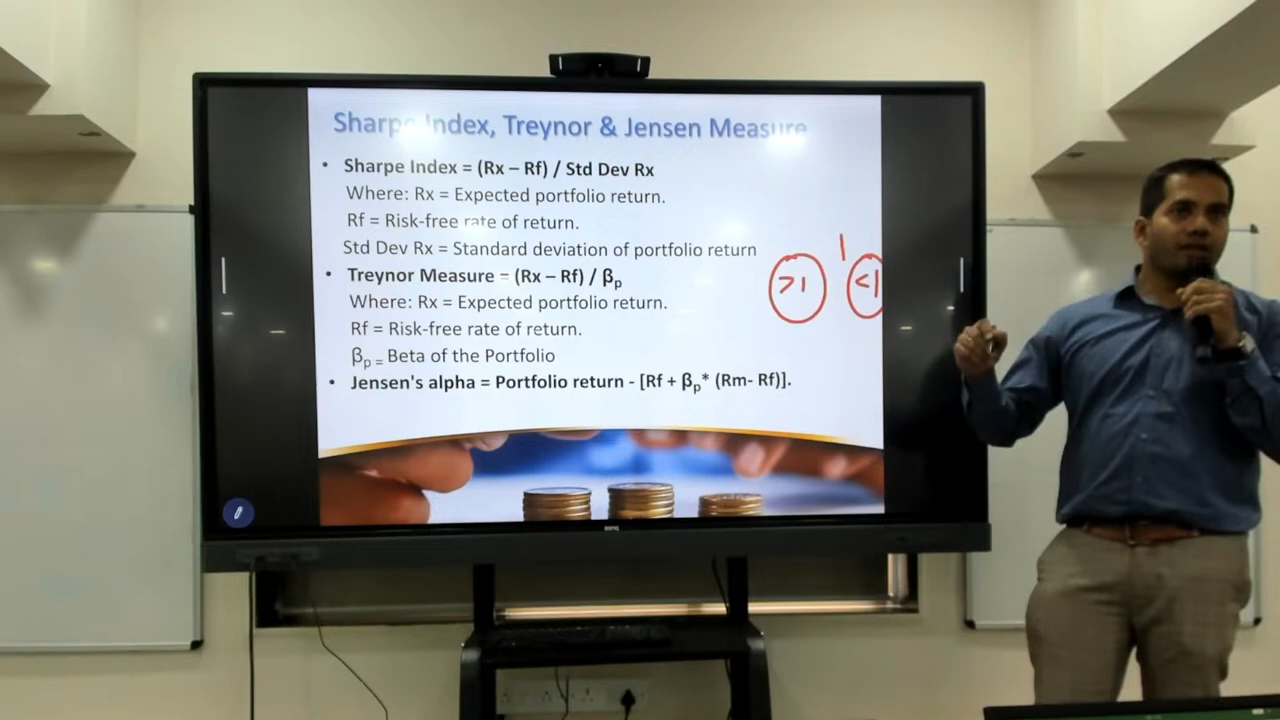 Sharpe Index, Treynor & Jensen Measure
• Sharpe Index = (Rx – Rf) / Std Dev Rx
Where: Rx = Expected portfolio return.
Rf = Risk-free rate of return.
Std Dev Rx = Standard deviation of portfolio return
• Treynor Measure = (Rx – Rf) / βp
Where: Rx = Expected portfolio return.
Rf = Risk-free rate of return.
βp = Beta of the Portfolio
• Jensen's alpha = Portfolio return - [Rf + βp* (Rm- Rf)].
1
>1 <1
BenQ